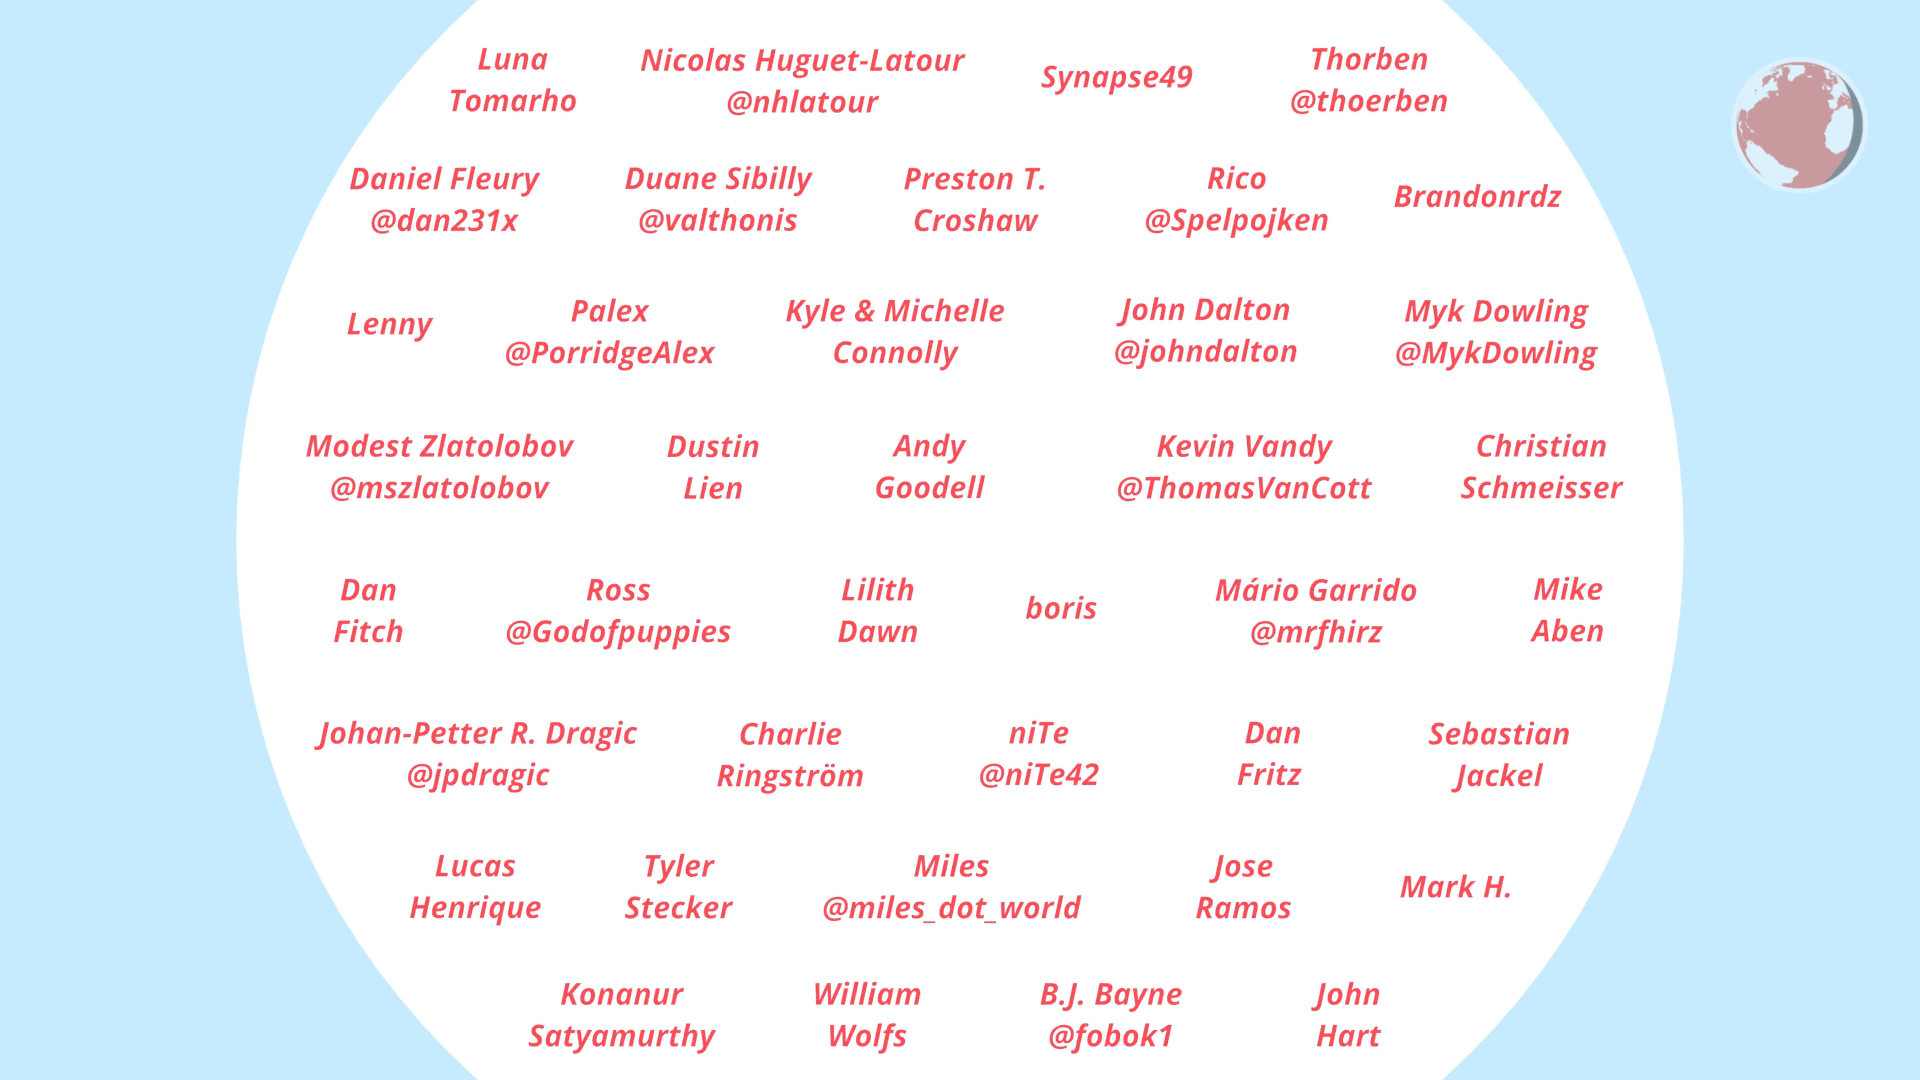 Luna
Tomarho
Nicolas Huguet-Latour
@nhlatour
Synapse49
Thorben
@thoerben
Daniel Fleury
@dan231x
Duane Sibilly
@valthonis
Preston T.
Croshaw
Rico
@Spelpojken
Brandonrdz
Lenny
Palex
@PorridgeAlex
Kyle & Michelle
Connolly
John Dalton
@johndalton
Myk Dowling
@MykDowling
Modest Zlatolobov
@mszlatolobov
Dustin
Lien
Andy
Goodell
Kevin Vandy
@ThomasVanCott
Christian
Schmeisser
Dan
Fitch
Ross
@Godofpuppies
Lilith
Dawn
boris
Mário Garrido
@mrfhirz
Mike
Aben
Johan-Petter R. Dragic
@jpdragic
Charlie
Ringström
niTe
@niTe42
Dan
Fritz
Sebastian
Jackel
Lucas
Henrique
Tyler
Stecker
Miles
@miles_dot_world
Jose
Ramos
Mark H.
Konanur
Satyamurthy
William
Wolfs
B.J. Bayne
@fobok1
John
Hart